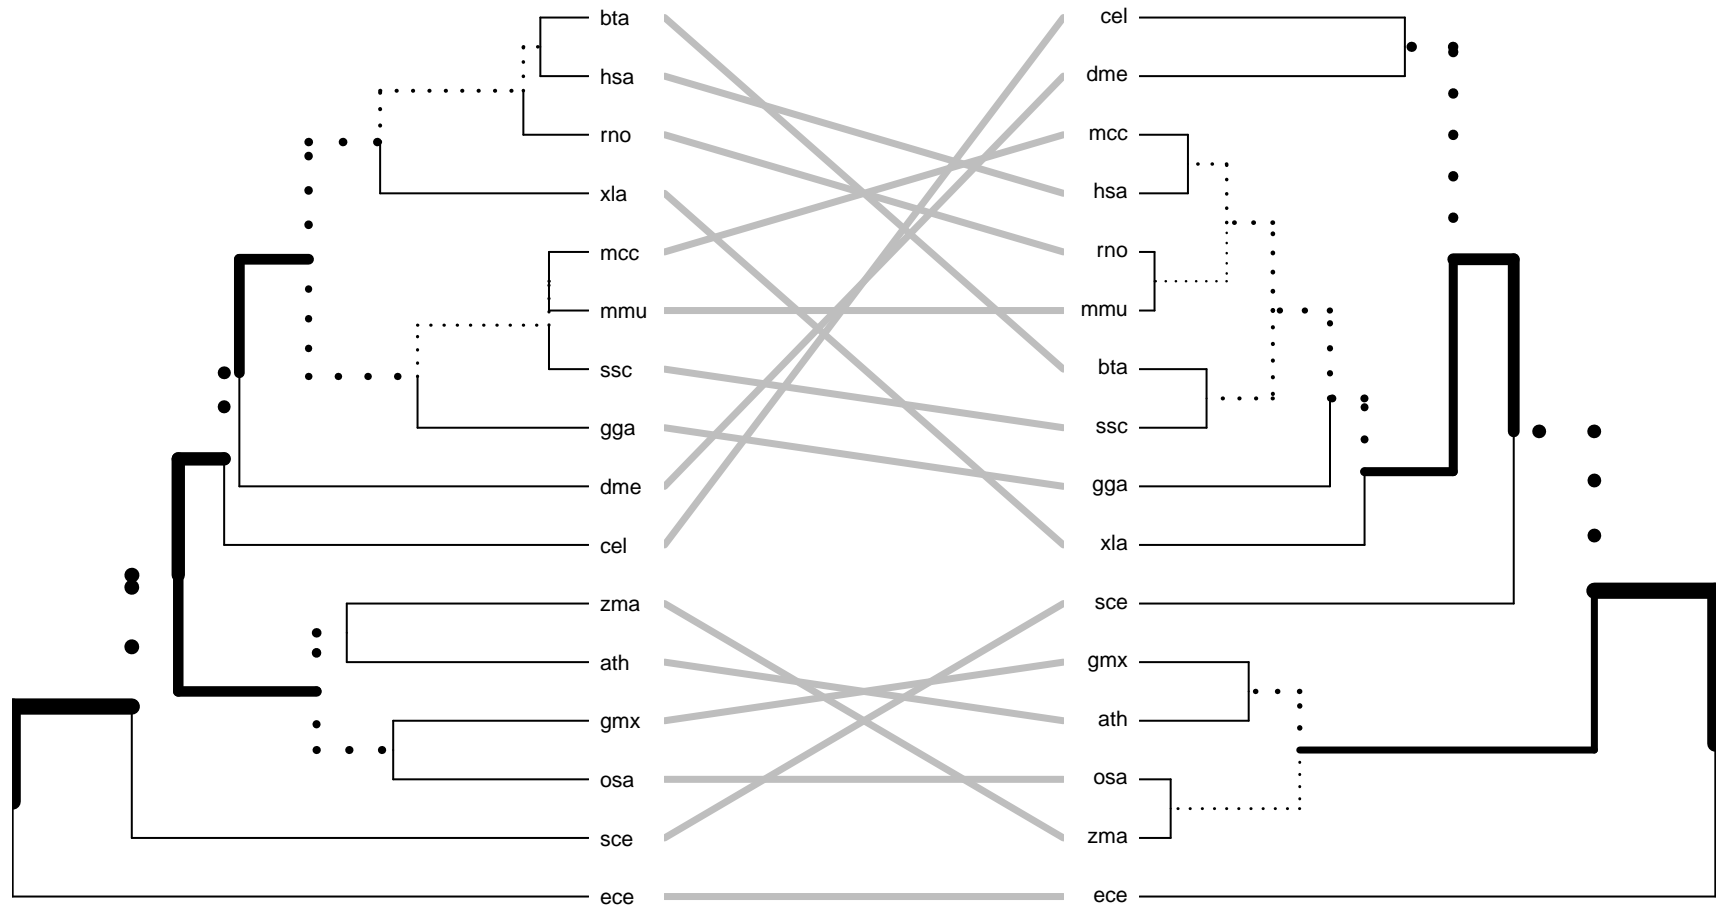 bta cel
hsa dme
rno mcc
xla hsa
mcc rno
mmu mmu
ssc bta
gga ssc
dme gga
cel xla
zma sce
ath gmx
gmx ath
osa osa
sce zma
ece ece